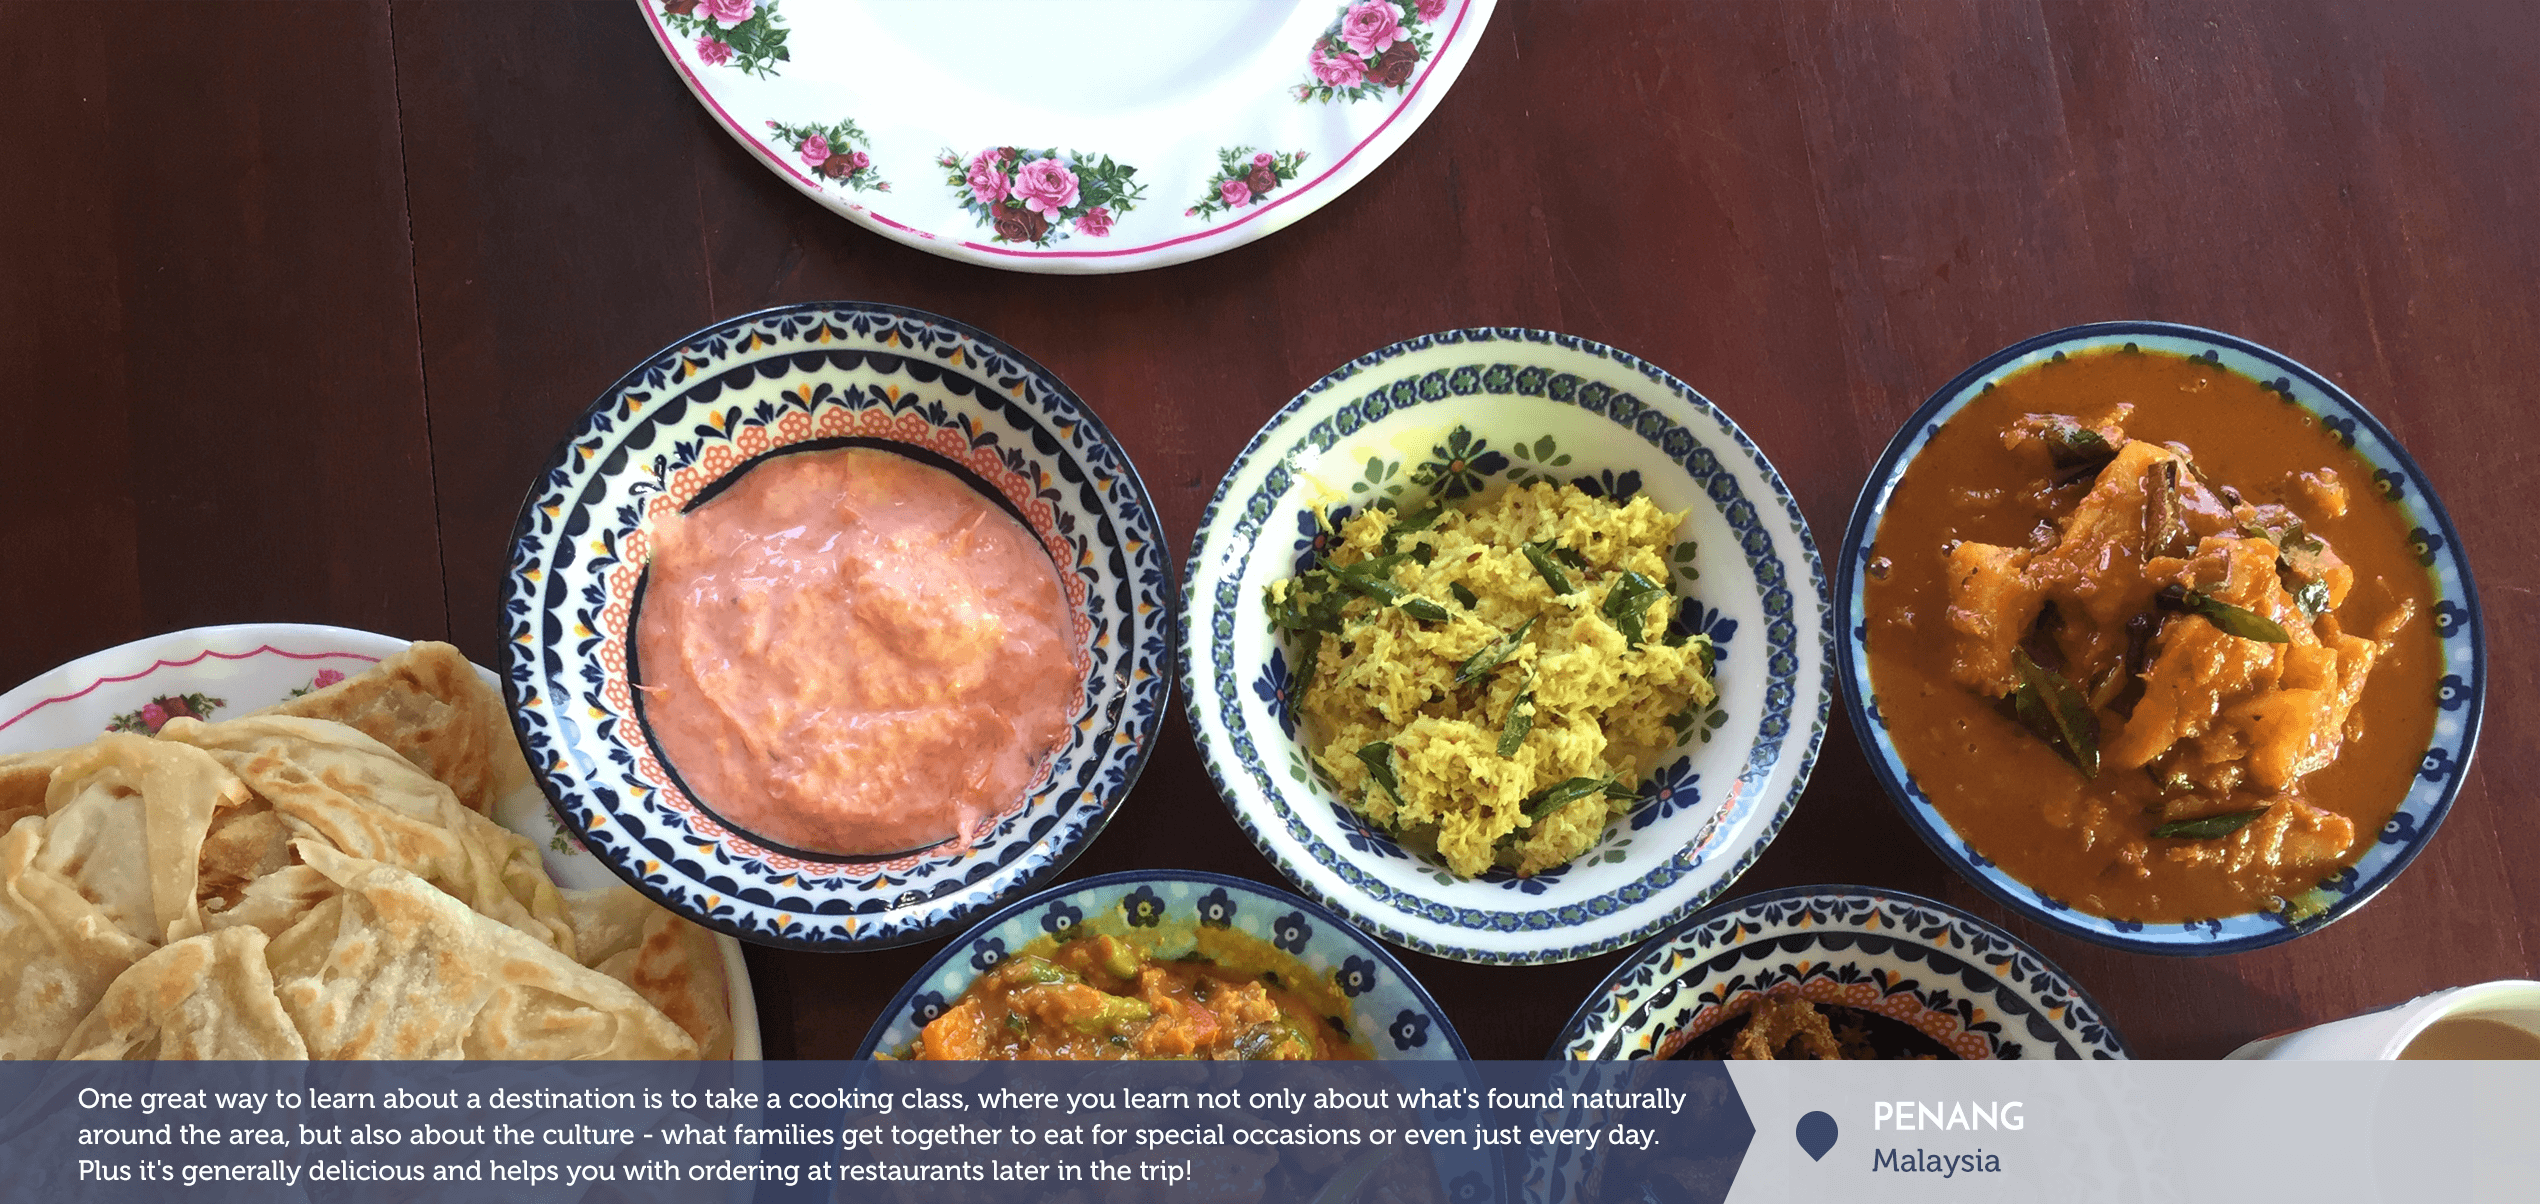 One great way to learn about a destination is to take a cooking class, where you learn not only about what's found naturally
around the area, but also about the culture - what families get together to eat for special occasions or even just every day.
Plus it's generally delicious and helps you with ordering at restaurants later in the trip!
PENANG
Malaysia